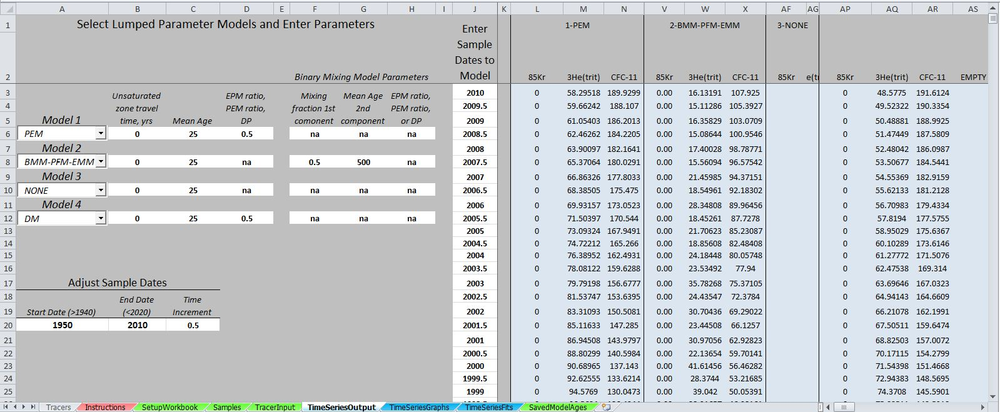 A B C D E F G H I J K L M N V W X AF AG AP AQ AR AS
1 Select Lumped Parameter Models and Enter Parameters Enter Sample Dates to Model 1-PEM 2-BMM-PFM-EMM 3-NONE
2 Binary Mixing Model Parameters 85Kr 3He(trit) CFC-11 85Kr 3He(trit) CFC-11 85Kr e(tr 85Kr 3He(trit) CFC-11 EMPTY
Unsaturated zone travel time, yrs Mean Age EPM ratio, PEM ratio, DP Mixing fraction 1st comonent Mean Age 2nd component EPM ratio, PEM ratio, or DP
3 2010 0 58.29518 189.9299 0.00 16.13191 107.925 0 48.5775 191.6124
4 2009.5 0 59.66242 188.107 0.00 15.11286 105.3927 0 49.52322 190.3354
5 Model 1 2009 0 61.05403 186.2013 0.00 16.35829 103.0709 0 50.48881 188.9925
6 PEM 0 25 0.5 na na na 2008.5 0 62.46262 184.2205 0.00 15.08644 100.9546 0 51.47449 187.5809
7 Model 2 2008 0 63.90097 182.1641 0.00 17.40028 98.78771 0 52.48042 186.0987
8 BMM-PFM-EMM 0 25 na 0.5 500 na 2007.5 0 65.37064 180.0291 0.00 15.56094 96.57542 0 53.50677 184.5441
9 Model 3 2007 0 66.86326 177.8033 0.00 21.45985 94.37151 0 54.55369 182.9159
10 NONE 0 25 na na na na 2006.5 0 68.38505 175.475 0.00 18.54961 92.18302 0 55.62133 181.2128
11 Model 4 2006 0 69.93157 173.0523 0.00 28.34808 89.96456 0 56.70983 179.4334
12 DM 0 25 0.5 na na na 2005.5 0 71.50397 170.544 0.00 18.45261 87.7278 0 57.8194 177.5755
13 2005 0 73.09324 167.9491 0.00 21.70623 85.23087 0 58.95029 175.6367
14 2004.5 0 74.72212 165.266 0.00 18.85608 82.48408 0 60.10289 173.6146
15 2004 0 76.38952 162.4931 0.00 24.18448 80.05748 0 61.27772 171.5076
16 2003.5 0 78.08122 159.6288 0.00 23.53492 77.94 0 62.47538 169.314
17 Adjust Sample Dates 2003 0 79.79198 156.6777 0.00 35.78268 75.37105 0 63.69646 167.0323
18 2002.5 0 81.53747 153.6395 0.00 24.43547 72.3784 0 64.94143 164.6609
19 Start Date (>1940) End Date (<2020) Time Increment 2002 0 83.31093 150.5081 0.00 30.70436 69.29022 0 66.21078 162.1991
20 1950 2010 0.5 2001.5 0 85.11633 147.285 0.00 23.44508 66.1257 0 67.50511 159.6474
21 2001 0 86.94508 143.9797 0.00 30.97056 62.92823 0 68.82503 157.0072
22 2000.5 0 88.80299 140.5984 0.00 22.13654 59.70141 0 70.17115 154.2799
23 2000 0 90.68965 137.143 0.00 41.61456 56.46282 0 71.54398 151.4668
24 1999.5 0 92.62555 133.6214 0.00 28.3744 53.21685 0 72.94383 148.5695
25 1999 0 94.5769 130.0473 0.00 39.042 50.05391 0 74.3708 145.5901
Tracers Instructions SetupWorkbook Samples TracerInput TimeSeriesOutput TimeSeriesGraphs TimeSeriesFits SavedModelAges